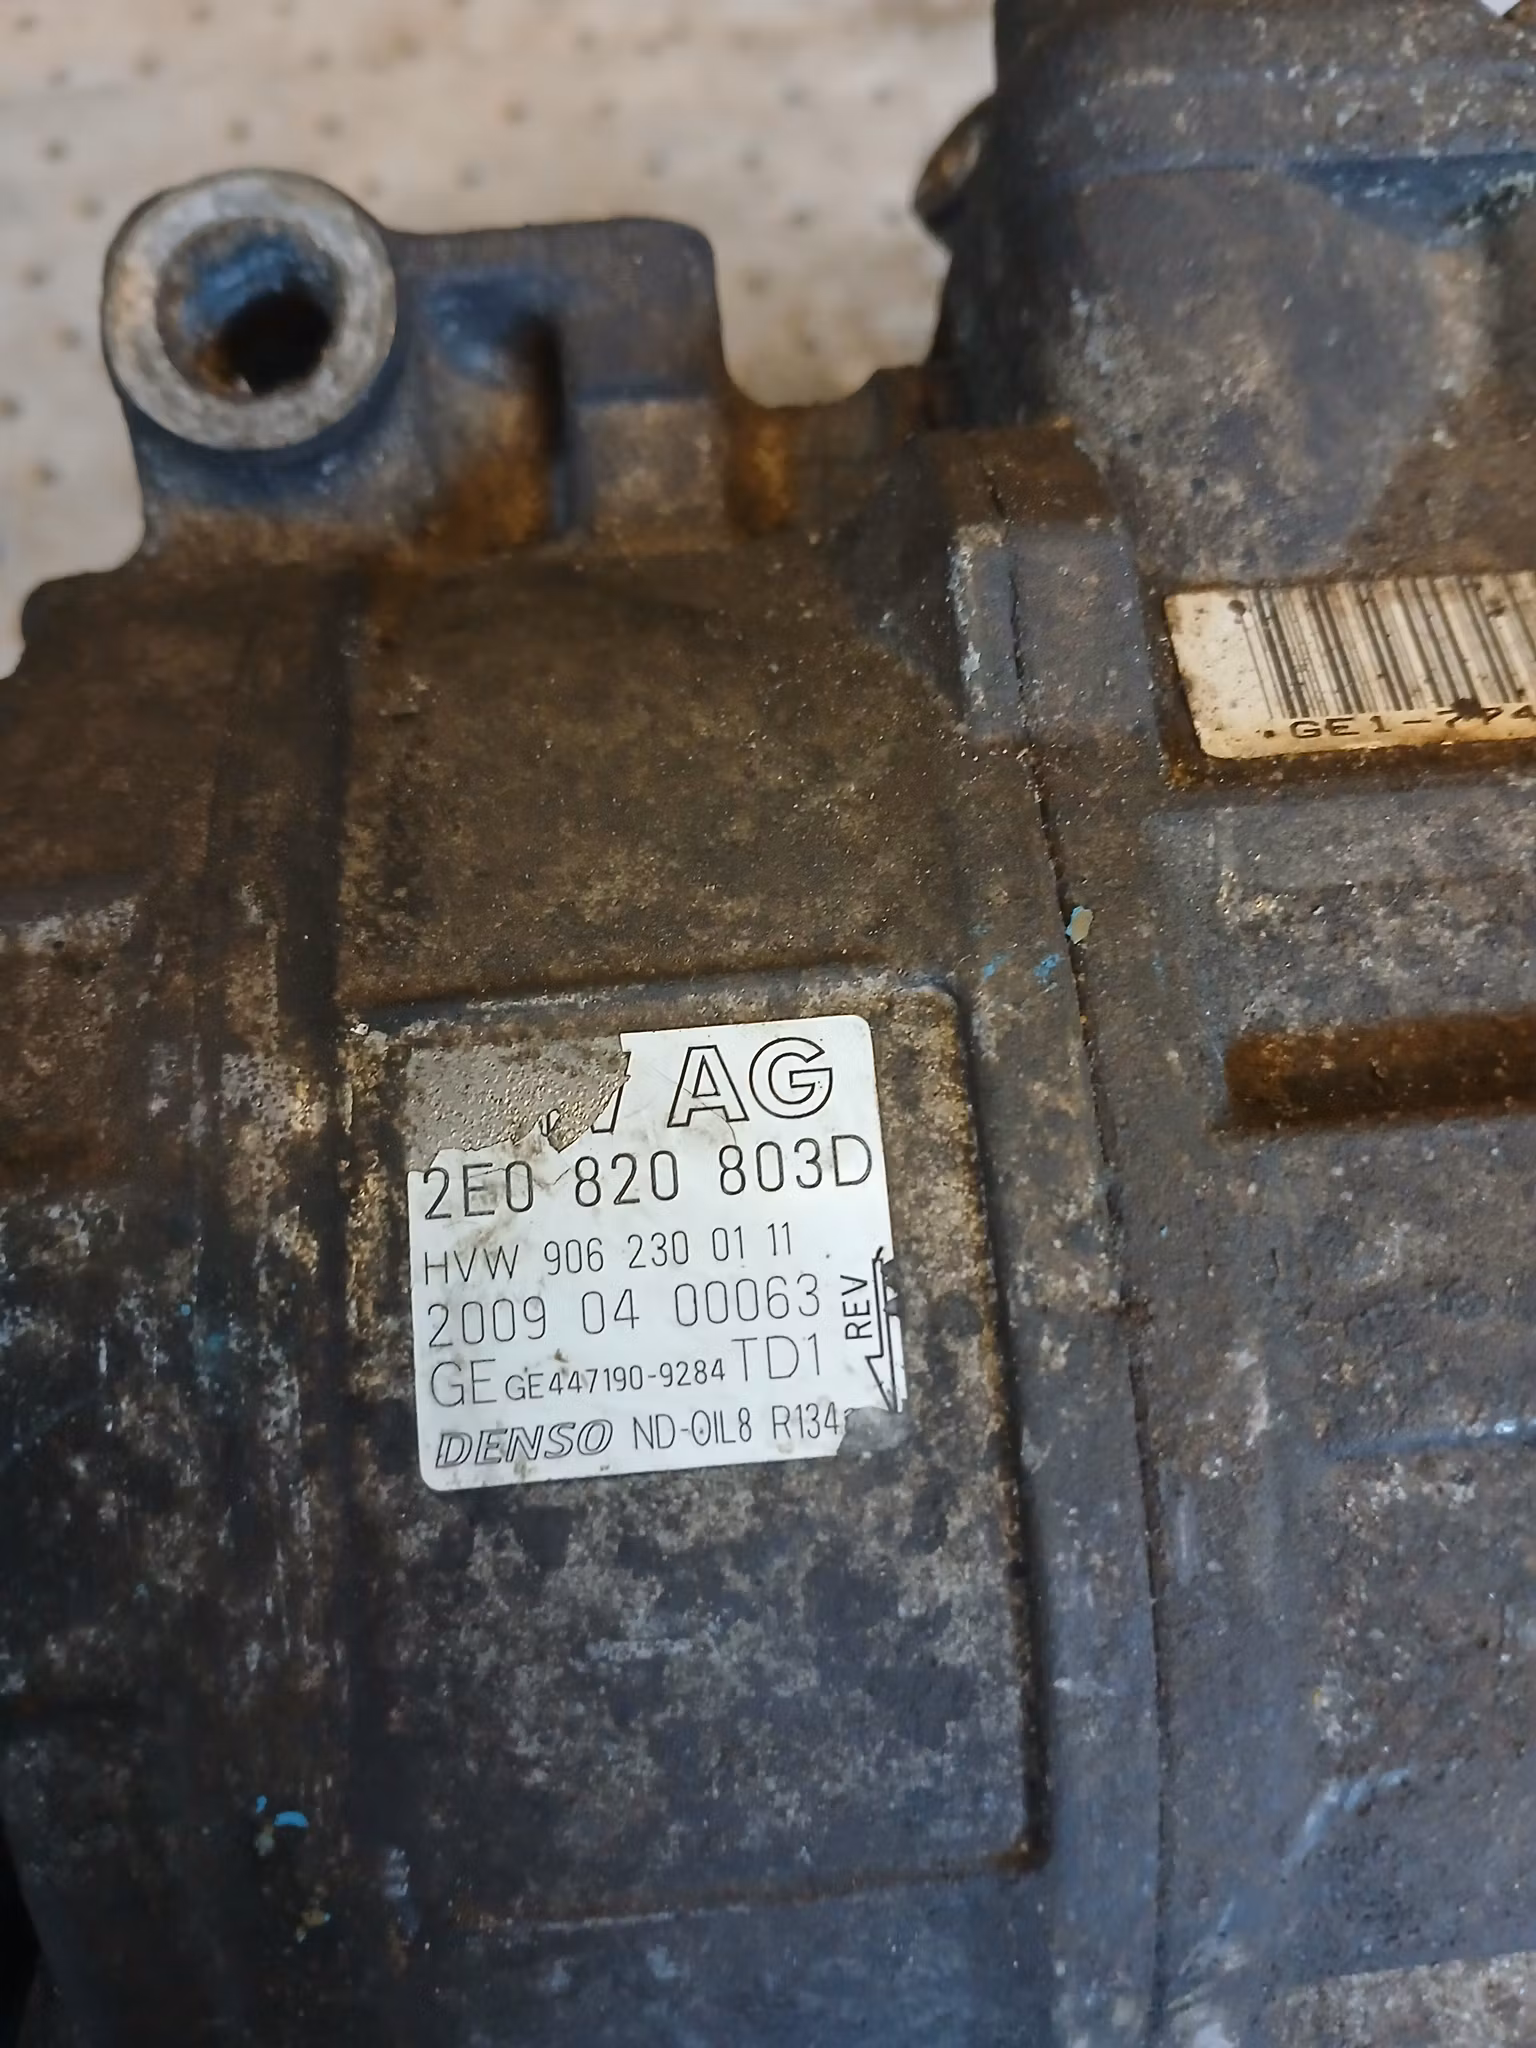 AG
2E0 820 803D
HVW 906 230 01 11
2009 04 00063
REV
GE GE447190-9284 TD1
DENSO ND-OIL8 R134
GE1-